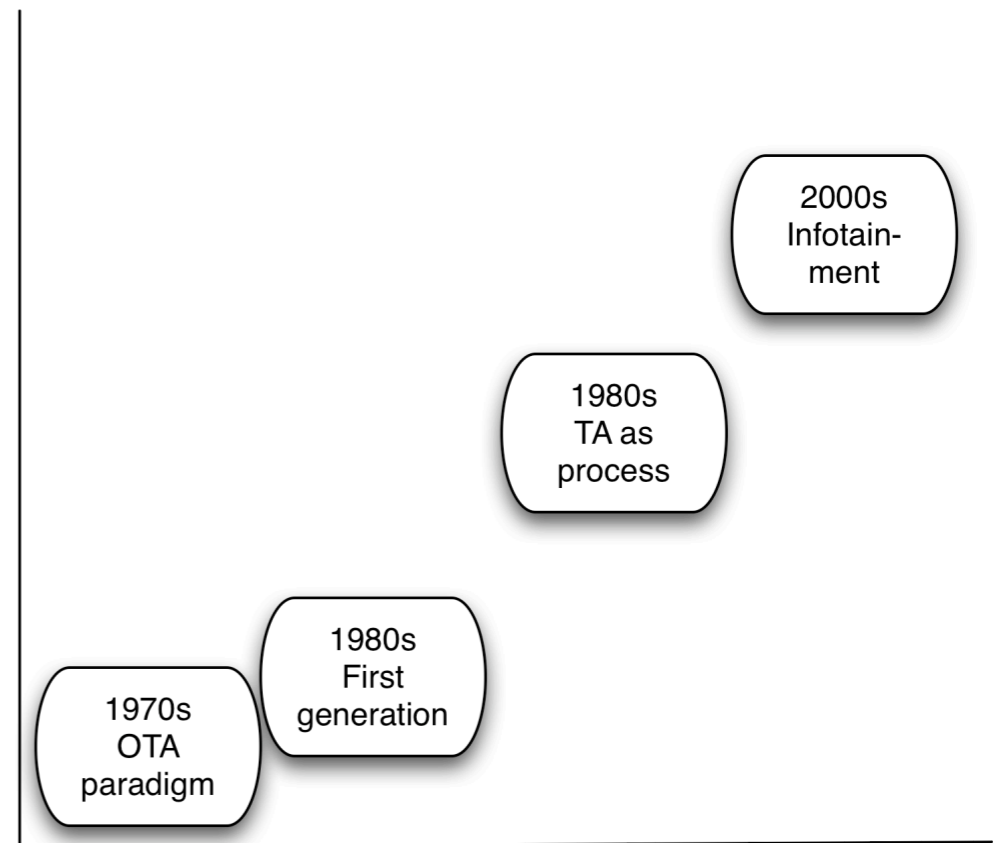 2000s
Infotain-
ment
1980s
TA as
process
1980s
First
generation
1970s
OTA
paradigm